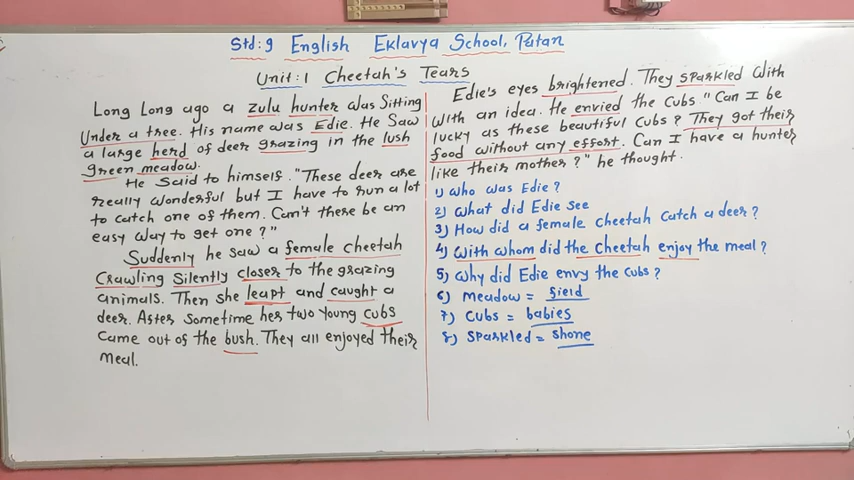 Std:9 English Eklavya School, Patan
Unit:1 Cheetah's Tears
Long Long ago a zulu hunter was Sitting
Under a tree. His name was Edie. He Saw
a large herd of deer grazing in the lush
green meadow.
He Said to himself. "These deer are
really wonderful but I have to run a lot
to catch one of them. Can't there be an
easy way to get one?"
Suddenly he saw a female cheetah
Crawling Silently closer to the grazing
animals. Then she leapt and caught a
deer. After sometime her two young cubs
came out of the bush. They all enjoyed their
meal.
Edie's eyes brightened. They sparkled with
with an idea. He envied the cubs "Can I be
lucky as these beautiful cubs? They got their
food without any effort. Can I have a hunter
like their mother?" he thought.
1) Who was Edie?
2) What did Edie see
3) How did a female cheetah catch a deer?
4) With whom did the cheetah enjoy the meal?
5) Why did Edie envy the cubs?
6) Meadow = field
7) Cubs = babies
8) Sparkled = shone